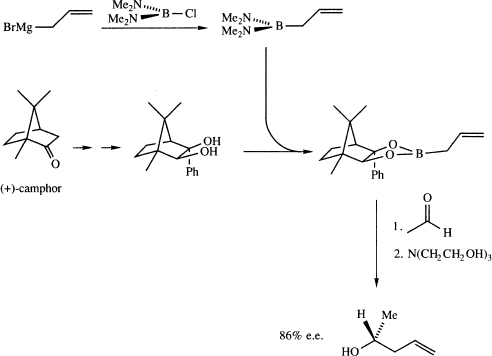 BrMg
Me₂N
Me₂N
B
Cl
Me₂N
Me₂N
B
O
(+)-camphor
OH
OH
Ph
O
O
B
Ph
1.
O
H
2. N(CH₂CH₂OH)₃
86% e.e.
H
Me
HO